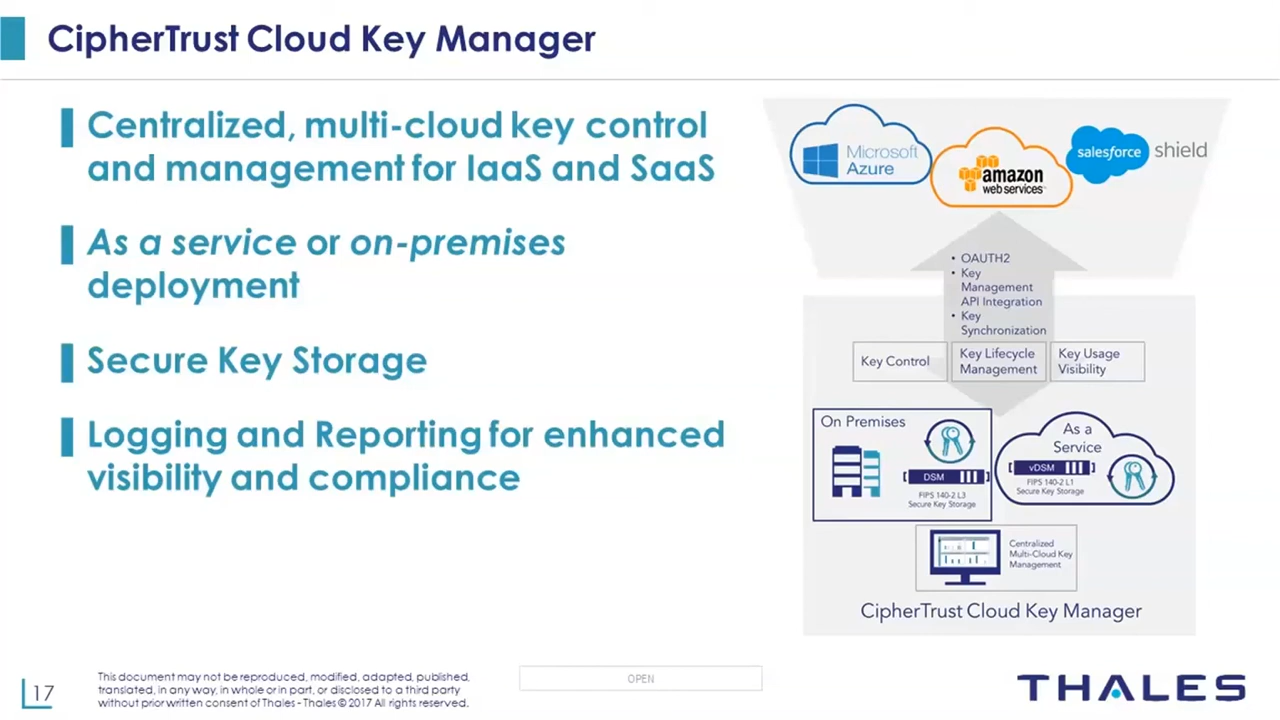 CipherTrust Cloud Key Manager
Centralized, multi-cloud key control
and management for IaaS and SaaS
As a service or on-premises
deployment
Secure Key Storage
Logging and Reporting for enhanced
visibility and compliance
Microsoft
Azure
amazon
web services™
salesforce
shield
• OAUTH2
• Key
Management
API Integration
• Key
Synchronization
Key Control
Key Lifecycle
Management
Key Usage
Visibility
On Premises
DSM
FIPS 140-2 L3
Secure Key Storage
As a
Service
vDSM
FIPS 140-2 L1
Secure Key Storage
Centralized
Multi-Cloud Key
Management
CipherTrust Cloud Key Manager
17
This document may not be reproduced, modified, adapted, published,
translated, in any way, in whole or in part, or disclosed to a third party
without prior written consent of Thales - Thales © 2017 All rights reserved.
OPEN
THALES